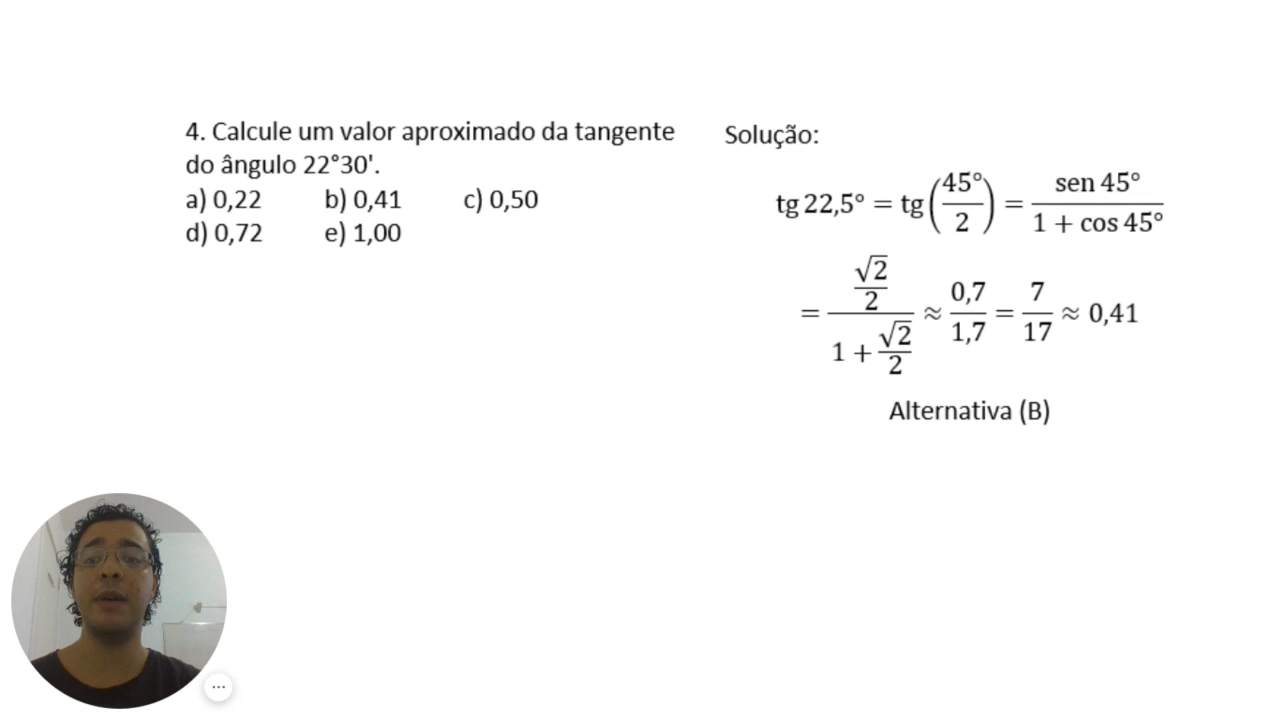 4. Calcule um valor aproximado da tangente
do ângulo 22°30'.
a) 0,22 b) 0,41 c) 0,50
d) 0,72 e) 1,00
Solução:
tg 22,5° = tg(45°/2) = sen 45°/(1 + cos 45°)
= (√2/2)/(1 + √2/2) ≈ 0,7/1,7 = 7/17 ≈ 0,41
Alternativa (B)